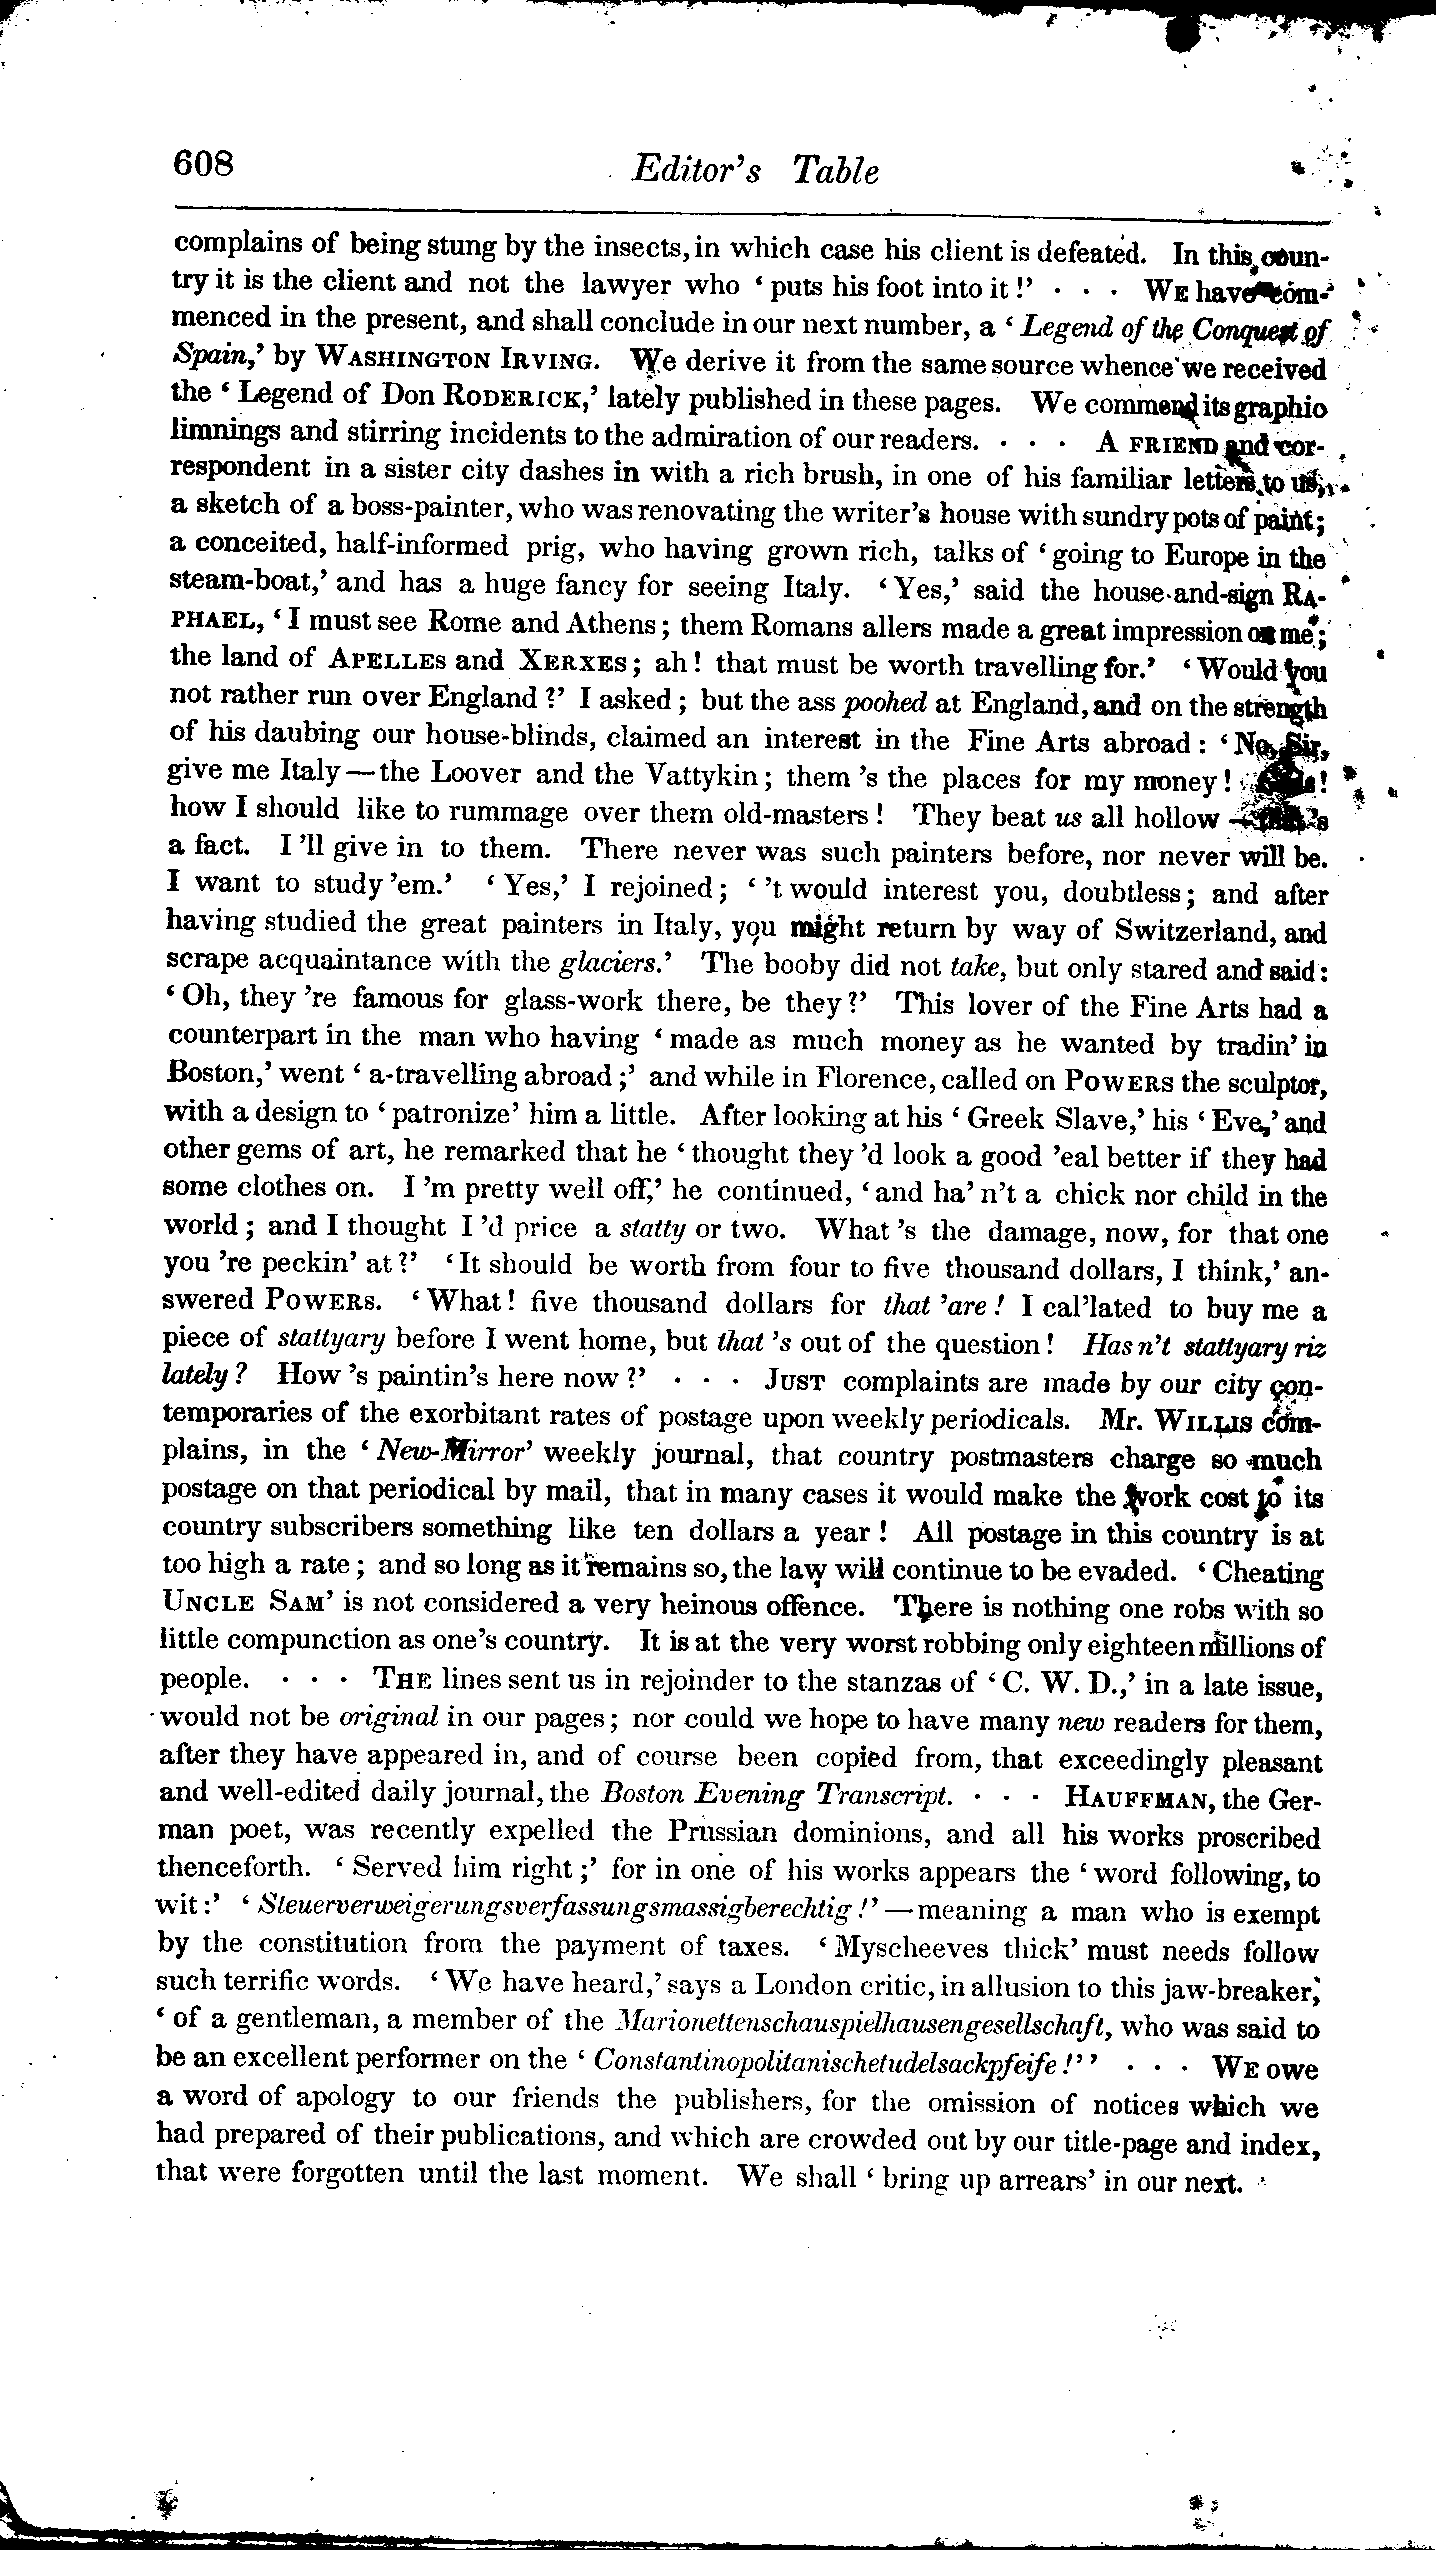 608 Editor's Table
complains of being stung by the insects, in which case his client is defeated. In this coun-
try it is the client and not the lawyer who ‘puts his foot into it!’ · · · WE have com-
menced in the present, and shall conclude in our next number, a ‘Legend of the Conquest of
Spain,’ by WASHINGTON IRVING. We derive it from the same source whence we received
the ‘Legend of Don RODERICK,’ lately published in these pages. We commend its graphic
limnings and stirring incidents to the admiration of our readers. · · · A FRIEND and cor-
respondent in a sister city dashes in with a rich brush, in one of his familiar letters to us,
a sketch of a boss-painter, who was renovating the writer's house with sundry pots of paint;
a conceited, half-informed prig, who having grown rich, talks of ‘going to Europe in the
steam-boat,’ and has a huge fancy for seeing Italy. ‘Yes,’ said the house-and-sign RA-
PHAEL, ‘I must see Rome and Athens; them Romans allers made a great impression on me;
the land of APELLES and XERXES; ah! that must be worth travelling for.’ ‘Would you
not rather run over England?’ I asked; but the ass poohed at England, and on the strength
of his daubing our house-blinds, claimed an interest in the Fine Arts abroad: ‘No, Sir,
give me Italy—the Loover and the Vattykin; them 's the places for my money! !
how I should like to rummage over them old-masters! They beat us all hollow — 's
a fact. I 'll give in to them. There never was such painters before, nor never will be.
I want to study 'em.’ ‘Yes,’ I rejoined; ‘ 't would interest you, doubtless; and after
having studied the great painters in Italy, you might return by way of Switzerland, and
scrape acquaintance with the glaciers.’ The booby did not take, but only stared and said:
‘Oh, they 're famous for glass-work there, be they?’ This lover of the Fine Arts had a
counterpart in the man who having ‘made as much money as he wanted by tradin' in
Boston,’ went ‘a-travelling abroad;’ and while in Florence, called on POWERS the sculptor,
with a design to ‘patronize’ him a little. After looking at his ‘Greek Slave,’ his ‘Eve,’ and
other gems of art, he remarked that he ‘thought they 'd look a good 'eal better if they had
some clothes on. I 'm pretty well off,’ he continued, ‘and ha' n't a chick nor child in the
world; and I thought I 'd price a statty or two. What 's the damage, now, for that one
you 're peckin' at?’ ‘It should be worth from four to five thousand dollars, I think,’ an-
swered POWERS. ‘What! five thousand dollars for that 'are! I cal'lated to buy me a
piece of stattyary before I went home, but that 's out of the question! Has n't stattyary riz
lately? How 's paintin's here now?’ · · · JUST complaints are made by our city con-
temporaries of the exorbitant rates of postage upon weekly periodicals. Mr. WILLIS com-
plains, in the ‘New-Mirror’ weekly journal, that country postmasters charge so much
postage on that periodical by mail, that in many cases it would make the work cost to its
country subscribers something like ten dollars a year! All postage in this country is at
too high a rate; and so long as it remains so, the law will continue to be evaded. ‘Cheating
UNCLE SAM’ is not considered a very heinous offence. There is nothing one robs with so
little compunction as one's country. It is at the very worst robbing only eighteen millions of
people. · · · THE lines sent us in rejoinder to the stanzas of ‘C. W. D.,’ in a late issue,
would not be original in our pages; nor could we hope to have many new readers for them,
after they have appeared in, and of course been copied from, that exceedingly pleasant
and well-edited daily journal, the Boston Evening Transcript. · · · HAUFFMAN, the Ger-
man poet, was recently expelled the Prussian dominions, and all his works proscribed
thenceforth. ‘Served him right;’ for in one of his works appears the ‘word following, to
wit:’ ‘Steuerverweigerungsverfassungsmassigberechtig!’—meaning a man who is exempt
by the constitution from the payment of taxes. ‘Myscheeves thick’ must needs follow
such terrific words. ‘We have heard,’ says a London critic, in allusion to this jaw-breaker,
‘of a gentleman, a member of the Marionettenschauspielhausengesellschaft, who was said to
be an excellent performer on the ‘Constantinopolitanischetudelsackpfeife!’ ’ · · · WE owe
a word of apology to our friends the publishers, for the omission of notices which we
had prepared of their publications, and which are crowded out by our title-page and index,
that were forgotten until the last moment. We shall ‘bring up arrears’ in our next.